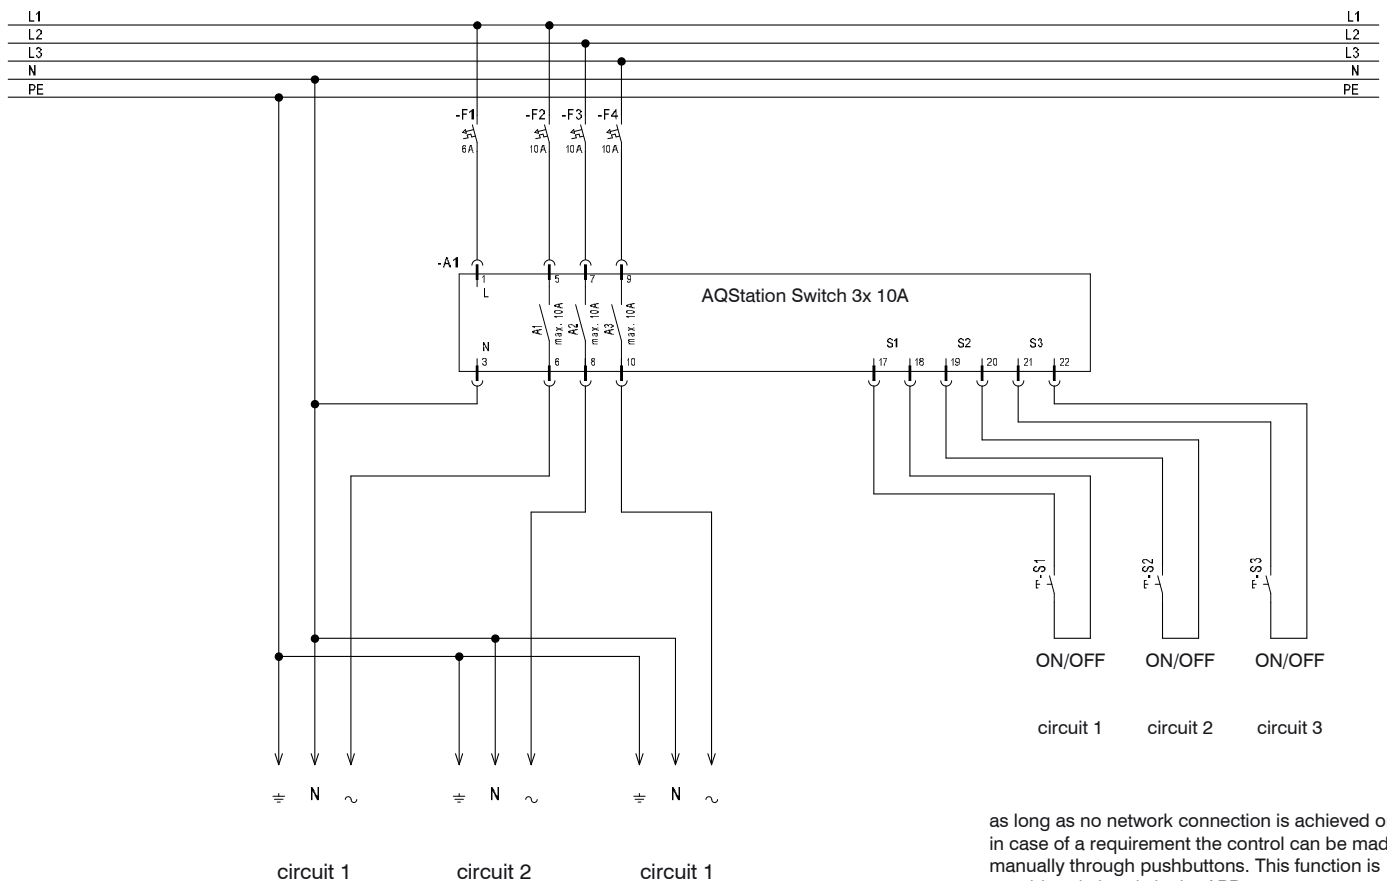 L1 L1
L2 L2
L3 L3
N N
PE PE
-F1 -F2 -F3 -F4
6A 10A 10A 10A
-A1
1 5 7 9
L
AQStation Switch 3x 10A
A1 max. 10A A2 max. 10A A3 max. 10A
N S1 S2 S3
3 6 8 10 17 18 19 20 21 22
-S1 -S2 -S3
ON/OFF ON/OFF ON/OFF
circuit 1 circuit 2 circuit 3
N N N
circuit 1 circuit 2 circuit 1
as long as no network connection is achieved o
in case of a requirement the control can be mad
manually through pushbuttons. This function is